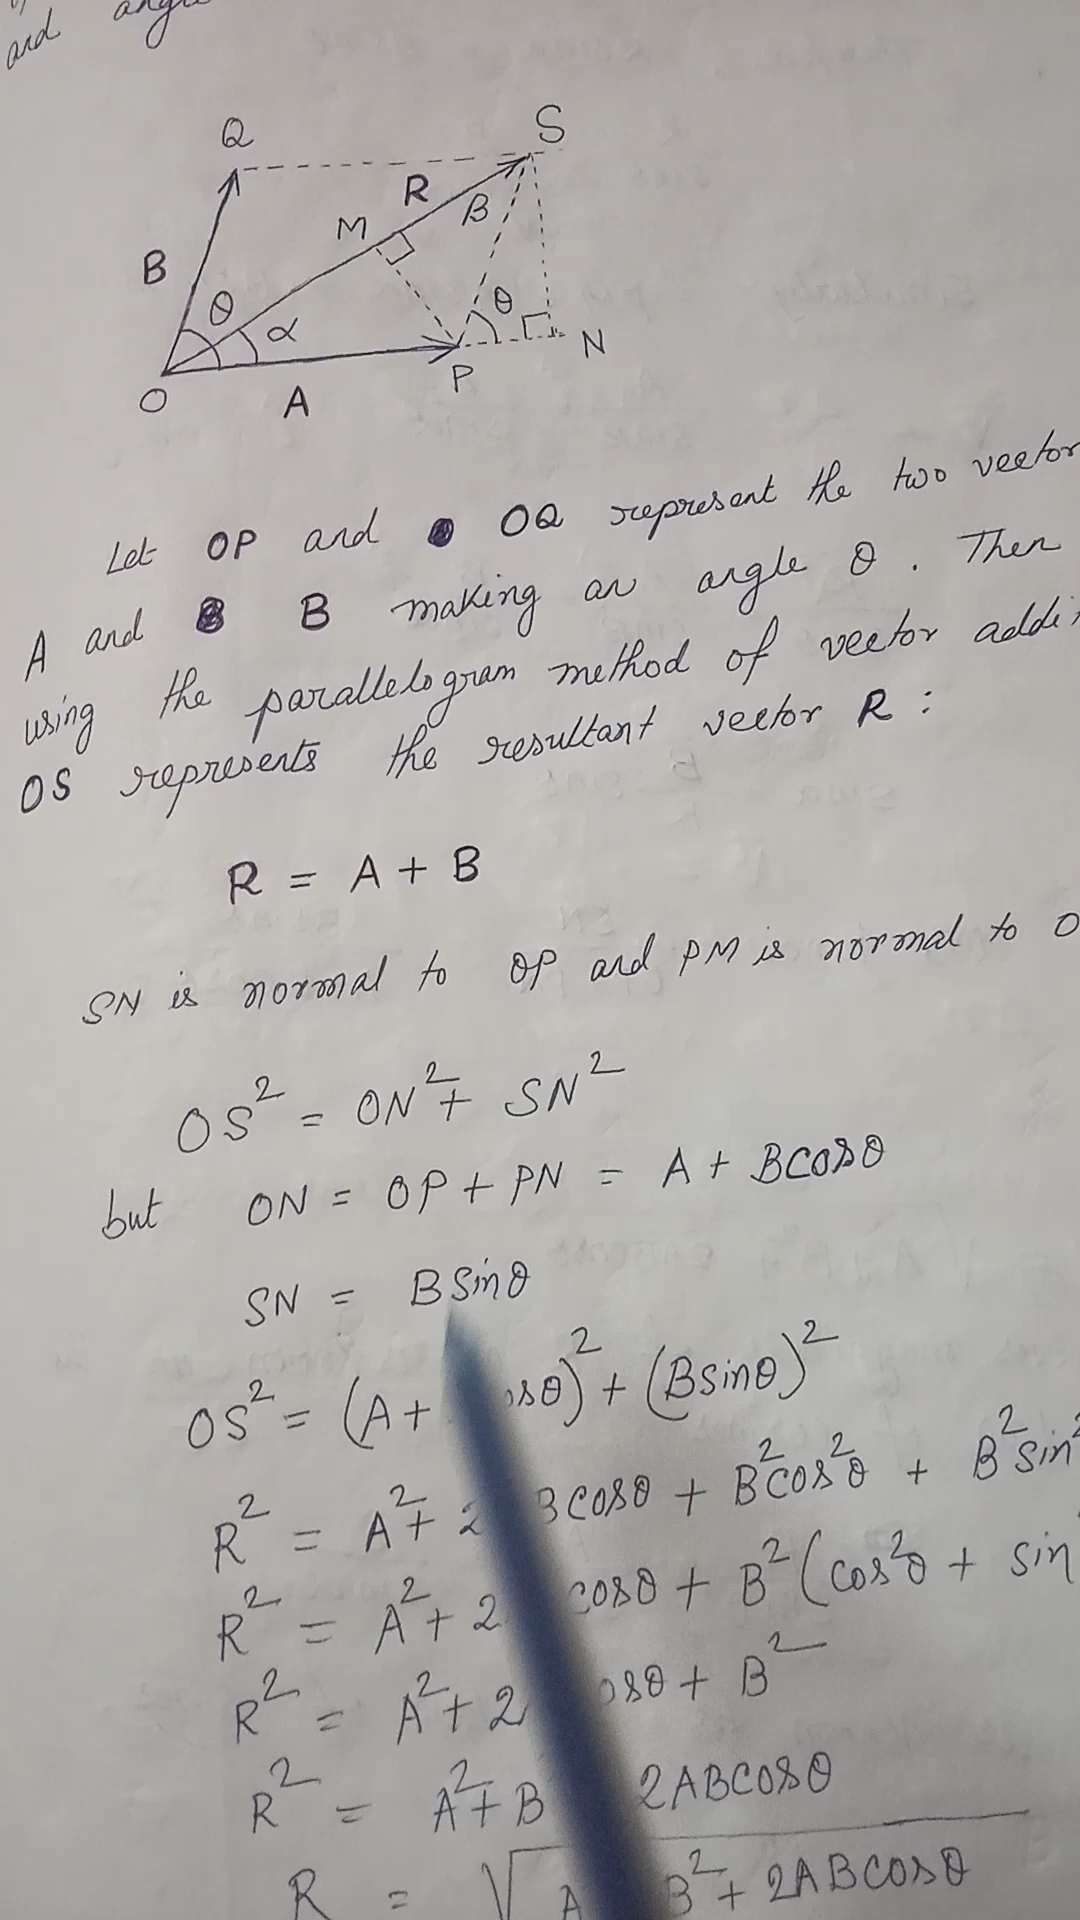 and angle
Q S
R
M B
B
θ α θ
N
O A P
Let OP and OQ represent the two vector
A and B making an angle θ. Then
using the parallelogram method of vector
OS represents the resultant vector R :
R = A + B
SN is normal to OP and PM is normal to
OS² = ON² + SN²
but ON = OP + PN = A + Bcosθ
SN = Bsinθ
OS² = (A + osθ)² + (Bsinθ)²
R² = A² + 2 Bcosθ + B²cos²θ + B²sin²
R² = A² + 2 cosθ + B² (cos²θ + sin
R² = A² + 2 osθ + B²
R² = A² + B 2ABcosθ
R = √A B² + 2ABcosθ